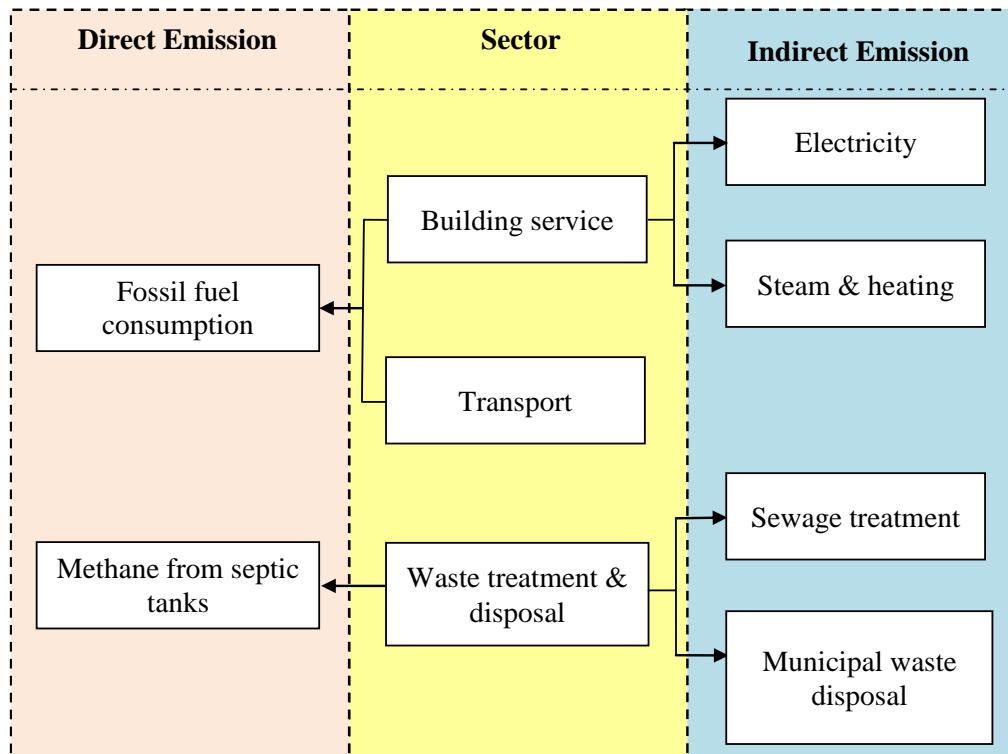 Direct Emission
Sector
Indirect Emission
Electricity
Building service
Steam & heating
Fossil fuel
consumption
Transport
Sewage treatment
Methane from septic
tanks
Waste treatment &
disposal
Municipal waste
disposal